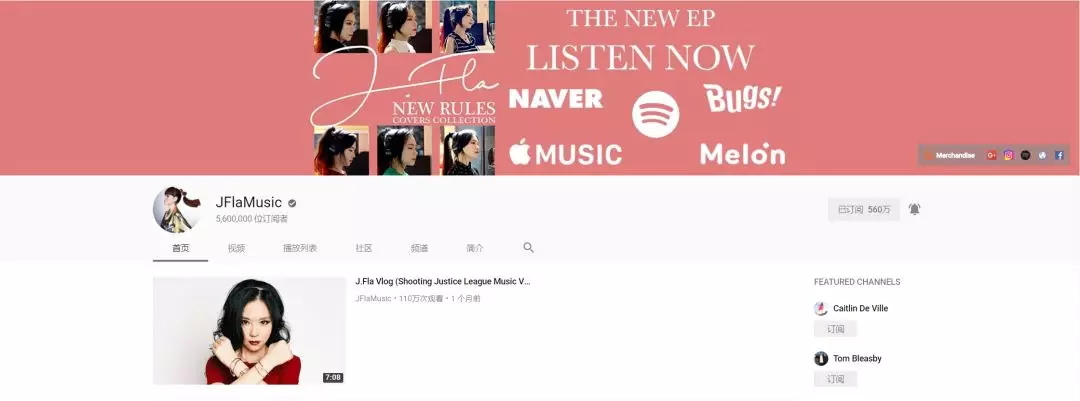 THE NEW EP
LISTEN NOW
J.Fla
NEW RULES
COVERS COLLECTION
NAVER
Bugs!
MUSIC
Melon
Merchandise
JFlaMusic
5,600,000 位订阅者
已订阅 560万
首页 视频 播放列表 社区 频道 简介
J.Fla Vlog (Shooting Justice League Music V...
JFlaMusic • 110万次观看 • 1 个月前
7:08
FEATURED CHANNELS
Caitlin De Ville
订阅
Tom Bleasby
订阅